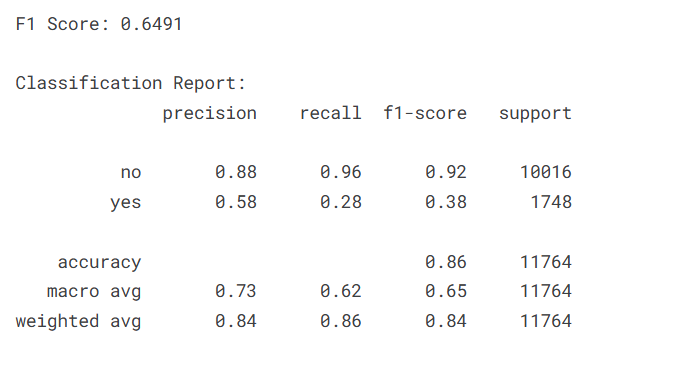 F1 Score: 0.6491
Classification Report:
precision recall f1-score support
no 0.88 0.96 0.92 10016
yes 0.58 0.28 0.38 1748
accuracy 0.86 11764
macro avg 0.73 0.62 0.65 11764
weighted avg 0.84 0.86 0.84 11764